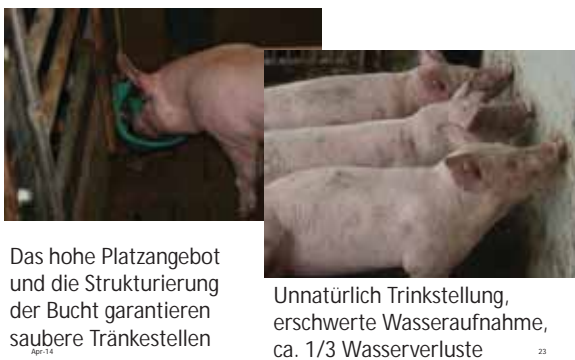 Das hohe Platzangebot
und die Strukturierung
der Bucht garantieren
saubere Tränkestellen
Apr-14
Unnatürlich Trinkstellung,
erschwerte Wasseraufnahme,
ca. 1/3 Wasserverluste
23